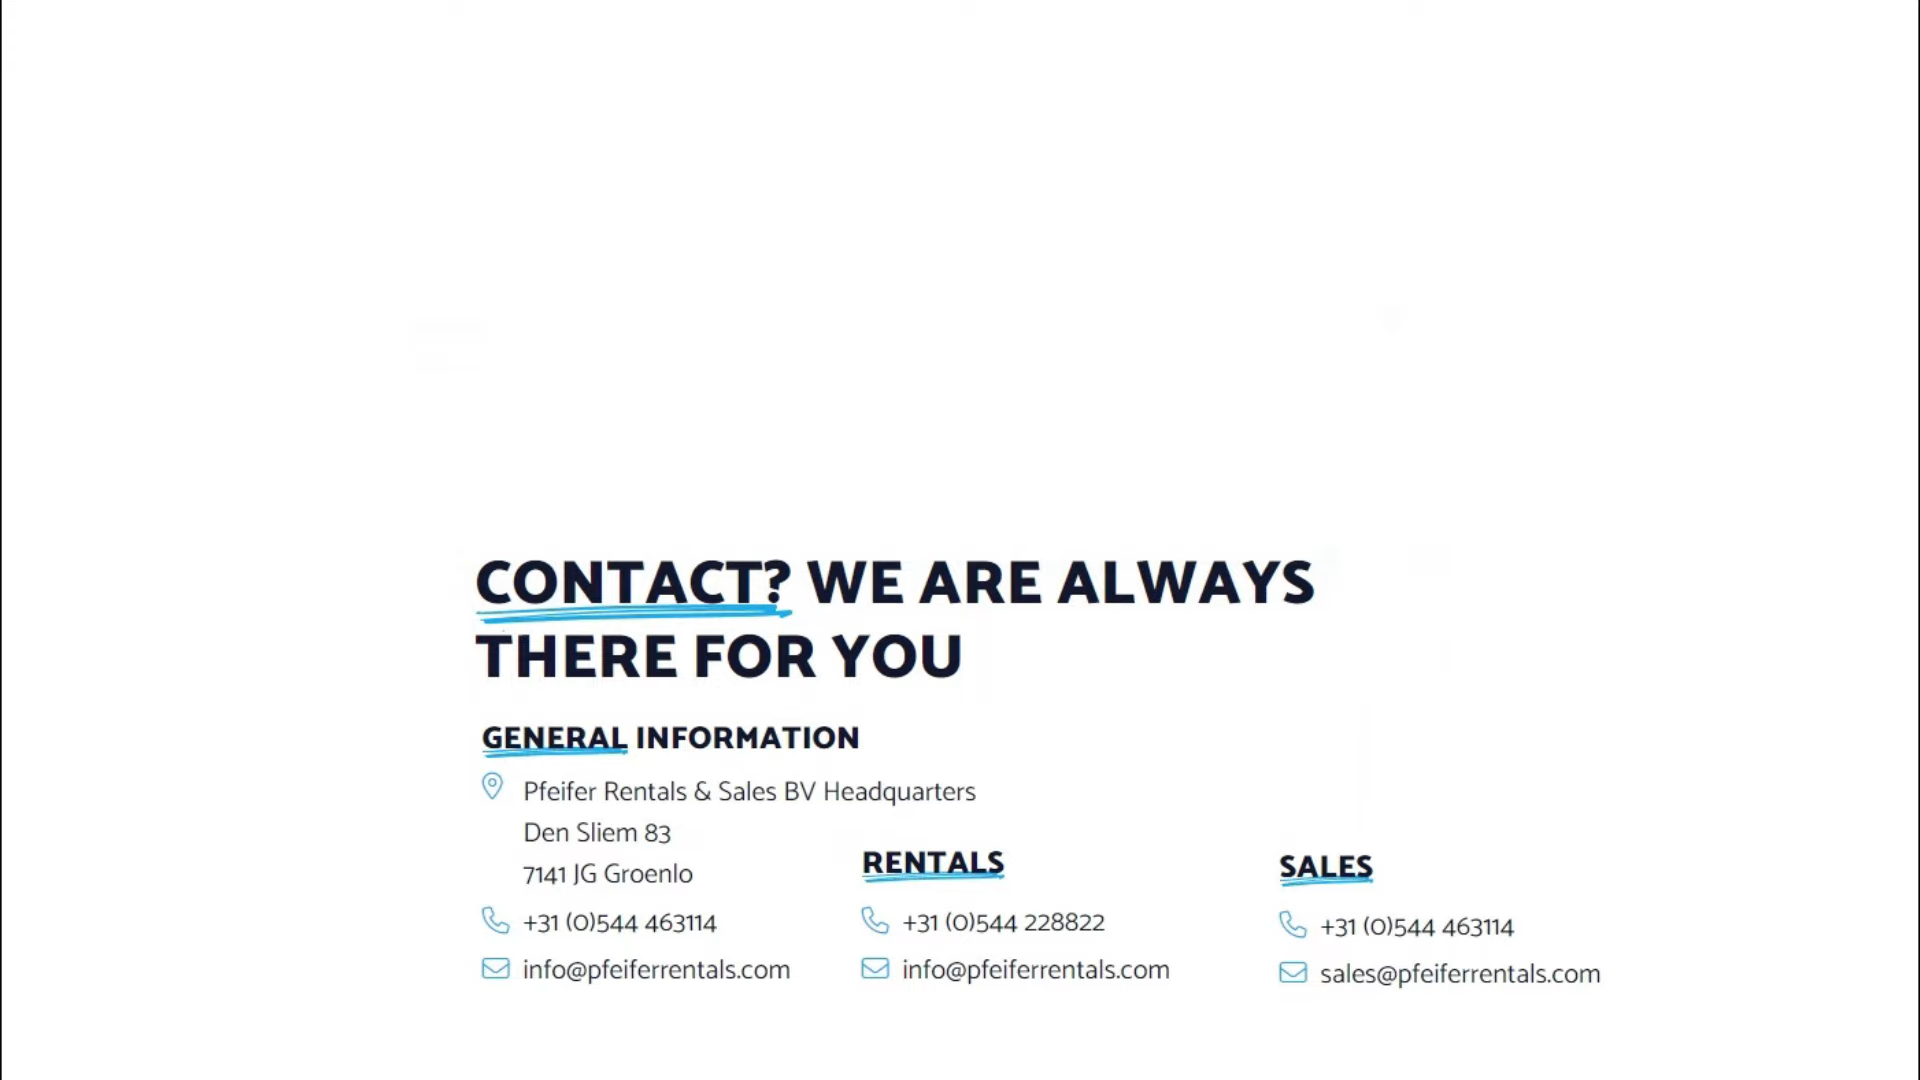 CONTACT? WE ARE ALWAYS
THERE FOR YOU
GENERAL INFORMATION
Pfeifer Rentals & Sales BV Headquarters
Den Sliem 83
7141 JG Groenlo
+31 (0)544 463114
info@pfeiferrentals.com
RENTALS
+31 (0)544 228822
info@pfeiferrentals.com
SALES
+31 (0)544 463114
sales@pfeiferrentals.com